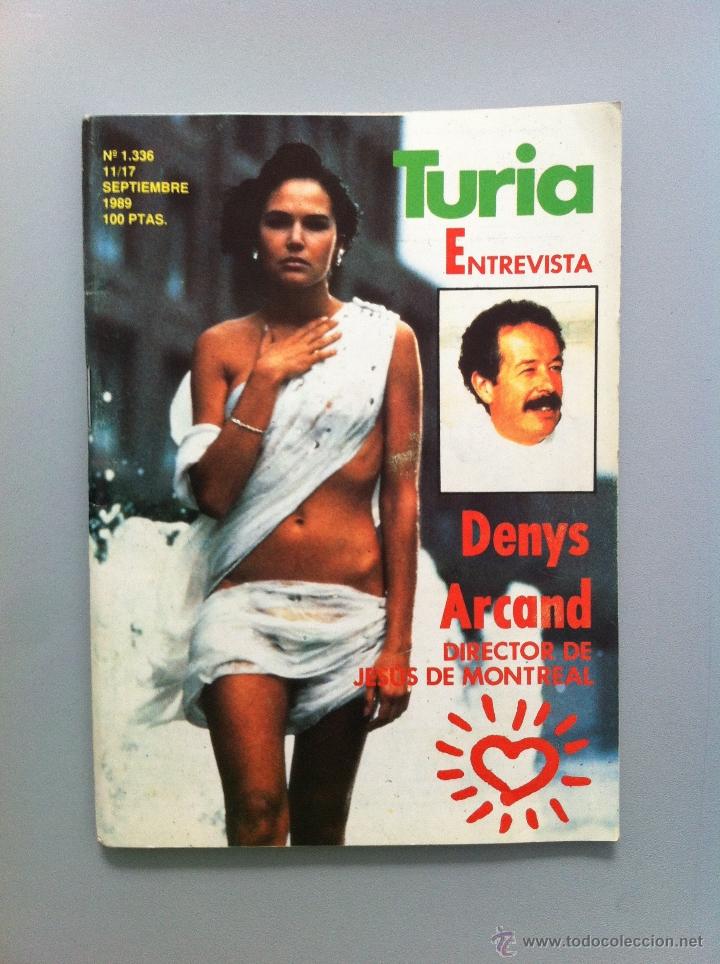 Nº 1.336
11/17
SEPTIEMBRE
1989
100 PTAS.
Turia
ENTREVISTA
Denys
Arcand
DIRECTOR DE
JESÚS DE MONTREAL
tc www.todocoleccion.net